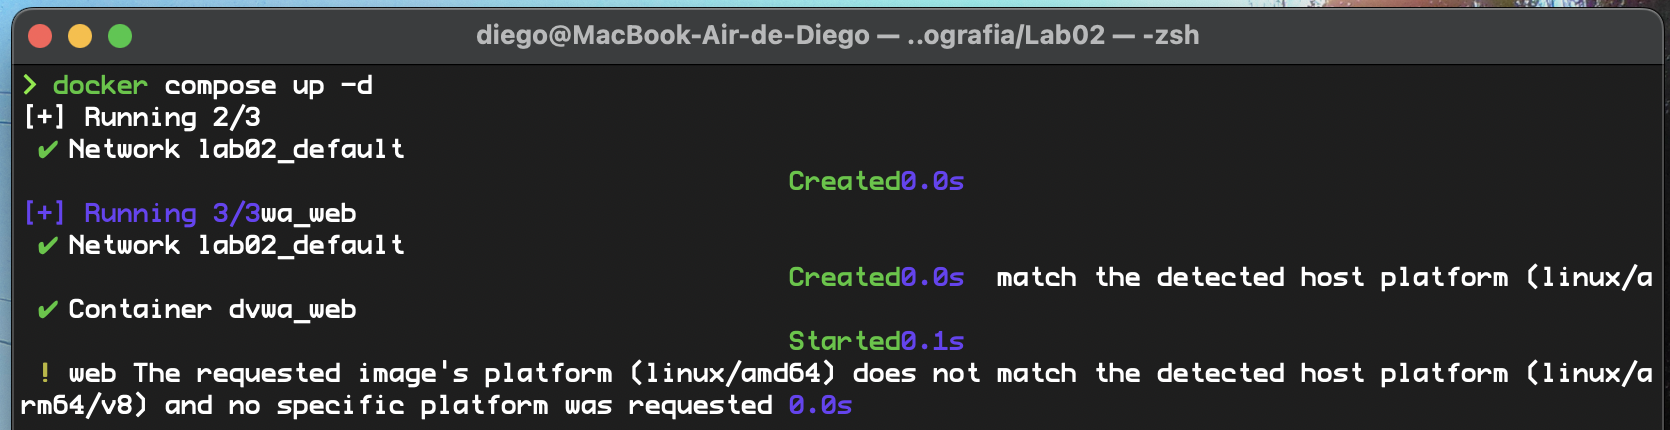 diego@MacBook-Air-de-Diego — ..ografia/Lab02 — -zsh
❯ docker compose up -d
[+] Running 2/3
✔ Network lab02_default
Created0.0s
[+] Running 3/3wa_web
✔ Network lab02_default
Created0.0s  match the detected host platform (linux/a
✔ Container dvwa_web
Started0.1s
! web The requested image's platform (linux/amd64) does not match the detected host platform (linux/a
rm64/v8) and no specific platform was requested 0.0s